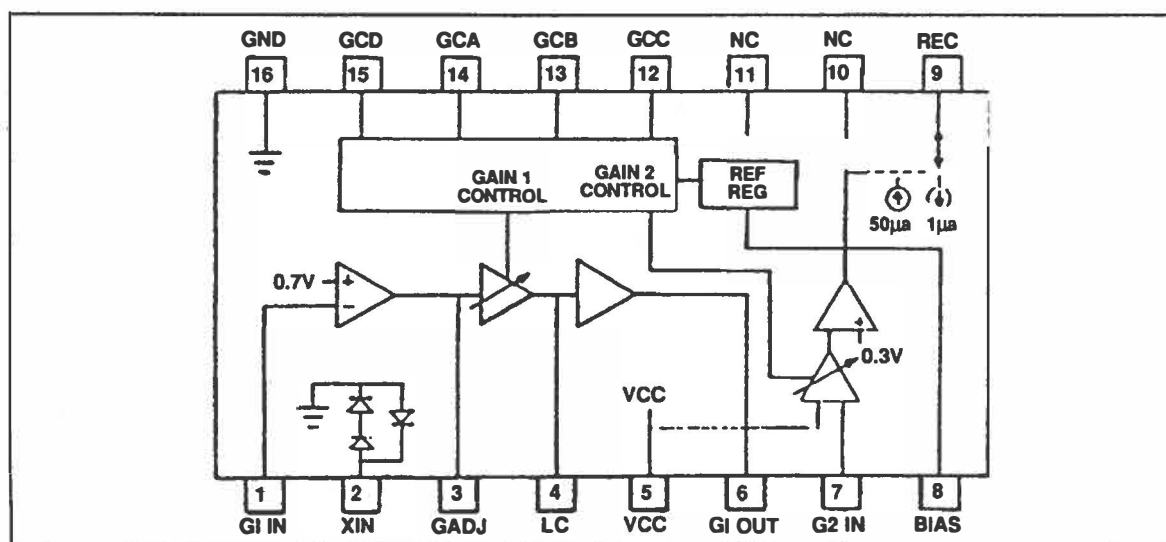 GND GCD GCA GCB GCC NC NC REC
16 15 14 13 12 11 10 9
GAIN 1
CONTROL
GAIN 2
CONTROL
REF
REG
50μa 1μa
0.7V
+
−
+
0.3V
VCC
1 2 3 4 5 6 7 8
GI IN XIN GADJ LC VCC GI OUT G2 IN BIAS